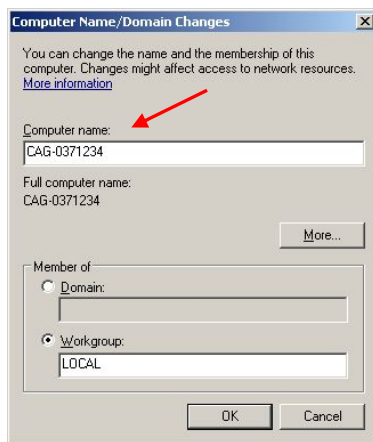 Computer Name/Domain Changes
You can change the name and the membership of this
computer. Changes might affect access to network resources.
More information
Computer name:
CAG-0371234
Full computer name:
CAG-0371234
More...
Member of
Domain:
Workgroup:
LOCAL
OK Cancel